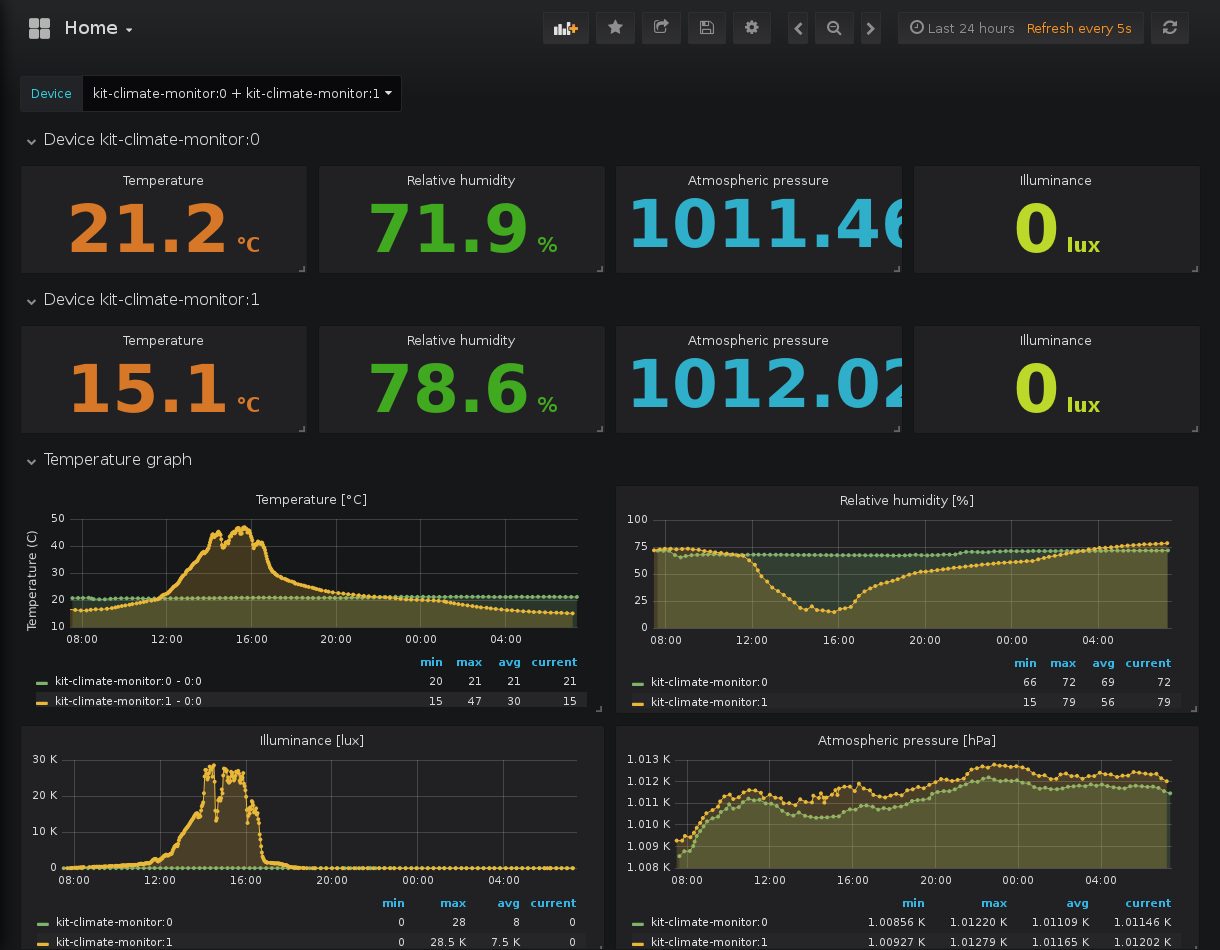 Home
Last 24 hours Refresh every 5s
Device kit-climate-monitor:0 + kit-climate-monitor:1
Device kit-climate-monitor:0
Temperature Relative humidity Atmospheric pressure Illuminance
21.2 °C 71.9 % 1011.46 0 lux
Device kit-climate-monitor:1
Temperature Relative humidity Atmospheric pressure Illuminance
15.1 °C 78.6 % 1012.02 0 lux
Temperature graph
Temperature [°C]
Temperature (C)
50
40
30
20
10
08:00 12:00 16:00 20:00 00:00 04:00
min max avg current
kit-climate-monitor:0 - 0:0 20 21 21 21
kit-climate-monitor:1 - 0:0 15 47 30 15
Relative humidity [%]
100
75
50
25
0
08:00 12:00 16:00 20:00 00:00 04:00
min max avg current
kit-climate-monitor:0 66 72 69 72
kit-climate-monitor:1 15 79 56 79
Illuminance [lux]
30 K
20 K
10 K
0
08:00 12:00 16:00 20:00 00:00 04:00
min max avg current
kit-climate-monitor:0 0 28 8 0
kit-climate-monitor:1 0 28.5 K 7.5 K 0
Atmospheric pressure [hPa]
1.013 K
1.012 K
1.011 K
1.010 K
1.009 K
1.008 K
08:00 12:00 16:00 20:00 00:00 04:00
min max avg current
kit-climate-monitor:0 1.00856 K 1.01220 K 1.01109 K 1.01146 K
kit-climate-monitor:1 1.00927 K 1.01279 K 1.01165 K 1.01202 K